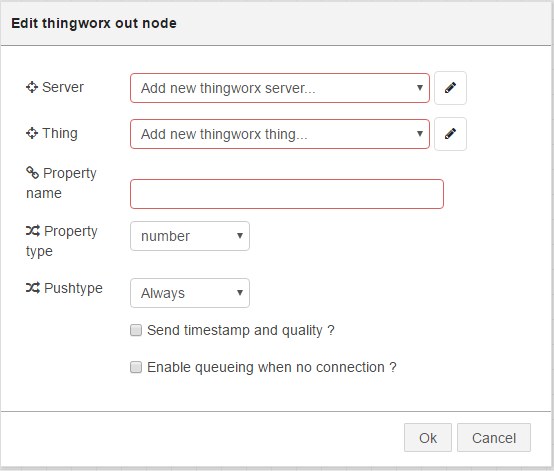 Edit thingworx out node
Server
Add new thingworx server...
Thing
Add new thingworx thing...
Property
name
Property
type
number
Pushtype
Always
Send timestamp and quality ?
Enable queueing when no connection ?
Ok
Cancel